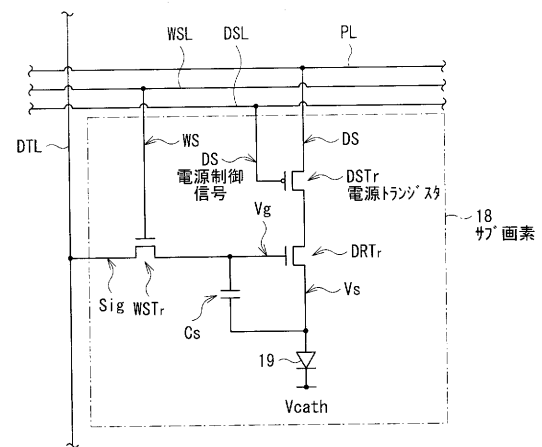 WSL
DSL
PL
DTL
WS
DS
DS
電源制御
信号
DSTr
電源トランジスタ
Vg
18
サブ画素
DRTr
Sig
WSTr
Cs
Vs
19
Vcath